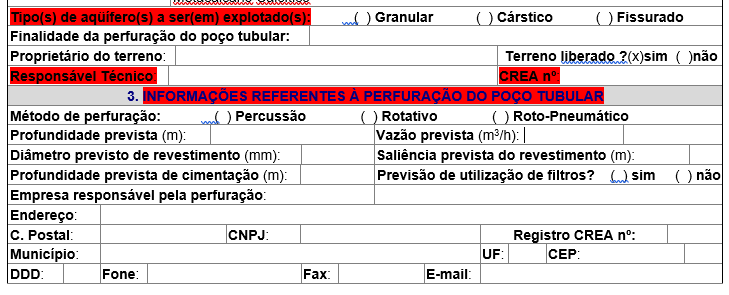 Tipo(s) de aqüífero(s) a ser(em) explotado(s): ( ) Granular ( ) Cárstico ( ) Fissurado
Finalidade da perfuração do poço tubular:
Proprietário do terreno: Terreno liberado ?(x)sim ( )não
Responsável Técnico: CREA nº:
3. INFORMAÇÕES REFERENTES À PERFURAÇÃO DO POÇO TUBULAR
Método de perfuração: ( ) Percussão ( ) Rotativo ( ) Roto-Pneumático
Profundidade prevista (m): Vazão prevista (m³/h):
Diâmetro previsto de revestimento (mm): Saliência prevista do revestimento (m):
Profundidade prevista de cimentação (m): Previsão de utilização de filtros? ( ) sim ( ) não
Empresa responsável pela perfuração:
Endereço:
C. Postal: CNPJ: Registro CREA nº:
Município: UF: CEP:
DDD: Fone: Fax: E-mail: